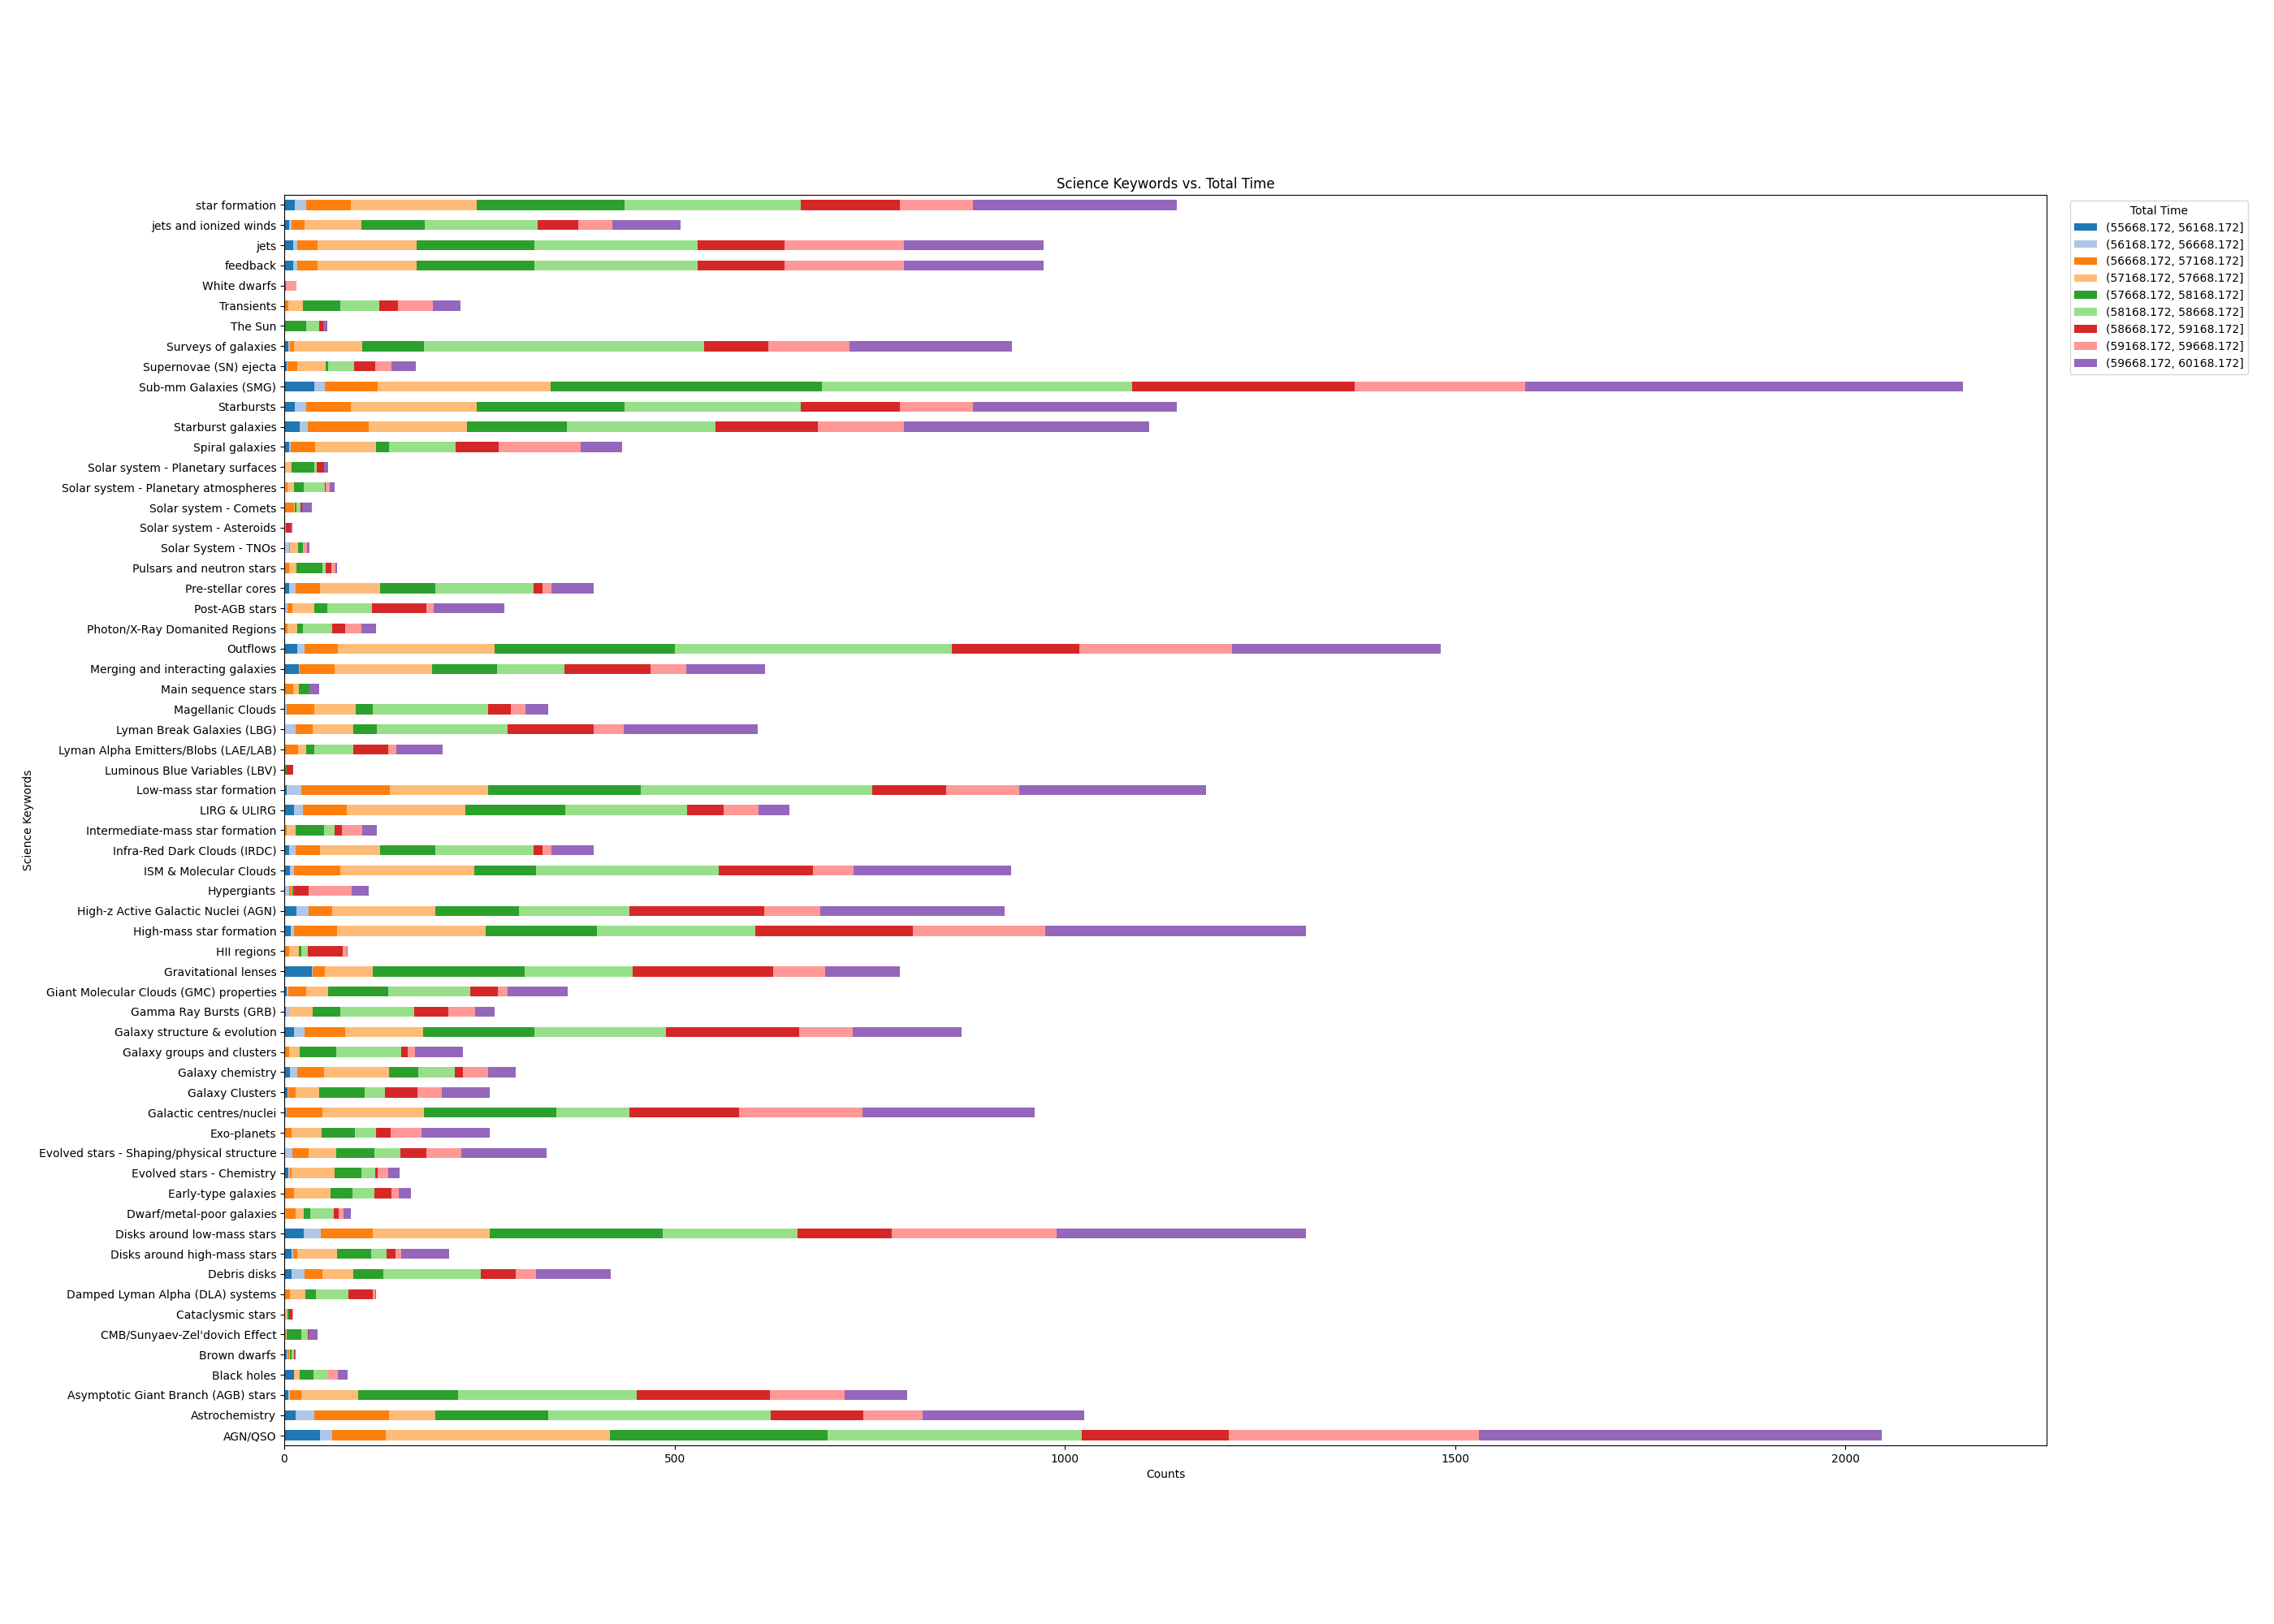 Science Keywords vs. Total Time
star formation
jets and ionized winds
jets
feedback
White dwarfs
Transients
The Sun
Surveys of galaxies
Supernovae (SN) ejecta
Sub-mm Galaxies (SMG)
Starbursts
Starburst galaxies
Spiral galaxies
Solar system - Planetary surfaces
Solar system - Planetary atmospheres
Solar system - Comets
Solar system - Asteroids
Solar System - TNOs
Pulsars and neutron stars
Pre-stellar cores
Post-AGB stars
Photon/X-Ray Domanited Regions
Outflows
Merging and interacting galaxies
Main sequence stars
Magellanic Clouds
Lyman Break Galaxies (LBG)
Lyman Alpha Emitters/Blobs (LAE/LAB)
Luminous Blue Variables (LBV)
Low-mass star formation
LIRG & ULIRG
Intermediate-mass star formation
Infra-Red Dark Clouds (IRDC)
ISM & Molecular Clouds
Hypergiants
High-z Active Galactic Nuclei (AGN)
High-mass star formation
HII regions
Gravitational lenses
Giant Molecular Clouds (GMC) properties
Gamma Ray Bursts (GRB)
Galaxy structure & evolution
Galaxy groups and clusters
Galaxy chemistry
Galaxy Clusters
Galactic centres/nuclei
Exo-planets
Evolved stars - Shaping/physical structure
Evolved stars - Chemistry
Early-type galaxies
Dwarf/metal-poor galaxies
Disks around low-mass stars
Disks around high-mass stars
Debris disks
Damped Lyman Alpha (DLA) systems
Cataclysmic stars
CMB/Sunyaev-Zel'dovich Effect
Brown dwarfs
Black holes
Asymptotic Giant Branch (AGB) stars
Astrochemistry
AGN/QSO
Science Keywords
0 500 1000 1500 2000
Counts
Total Time
(55668.172, 56168.172]
(56168.172, 56668.172]
(56668.172, 57168.172]
(57168.172, 57668.172]
(57668.172, 58168.172]
(58168.172, 58668.172]
(58668.172, 59168.172]
(59168.172, 59668.172]
(59668.172, 60168.172]